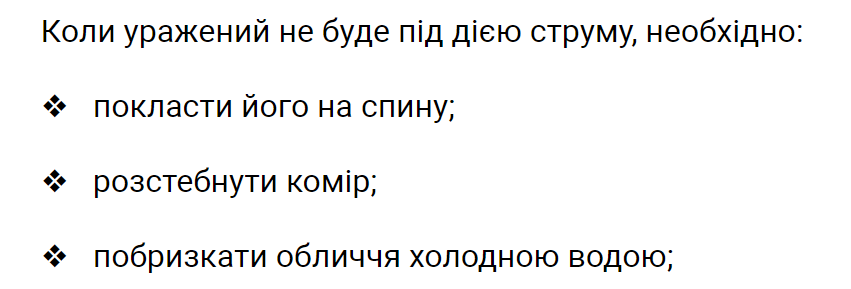 Коли уражений не буде під дією струму, необхідно:
❖ покласти його на спину;
❖ розстебнути комір;
❖ побризкати обличчя холодною водою;